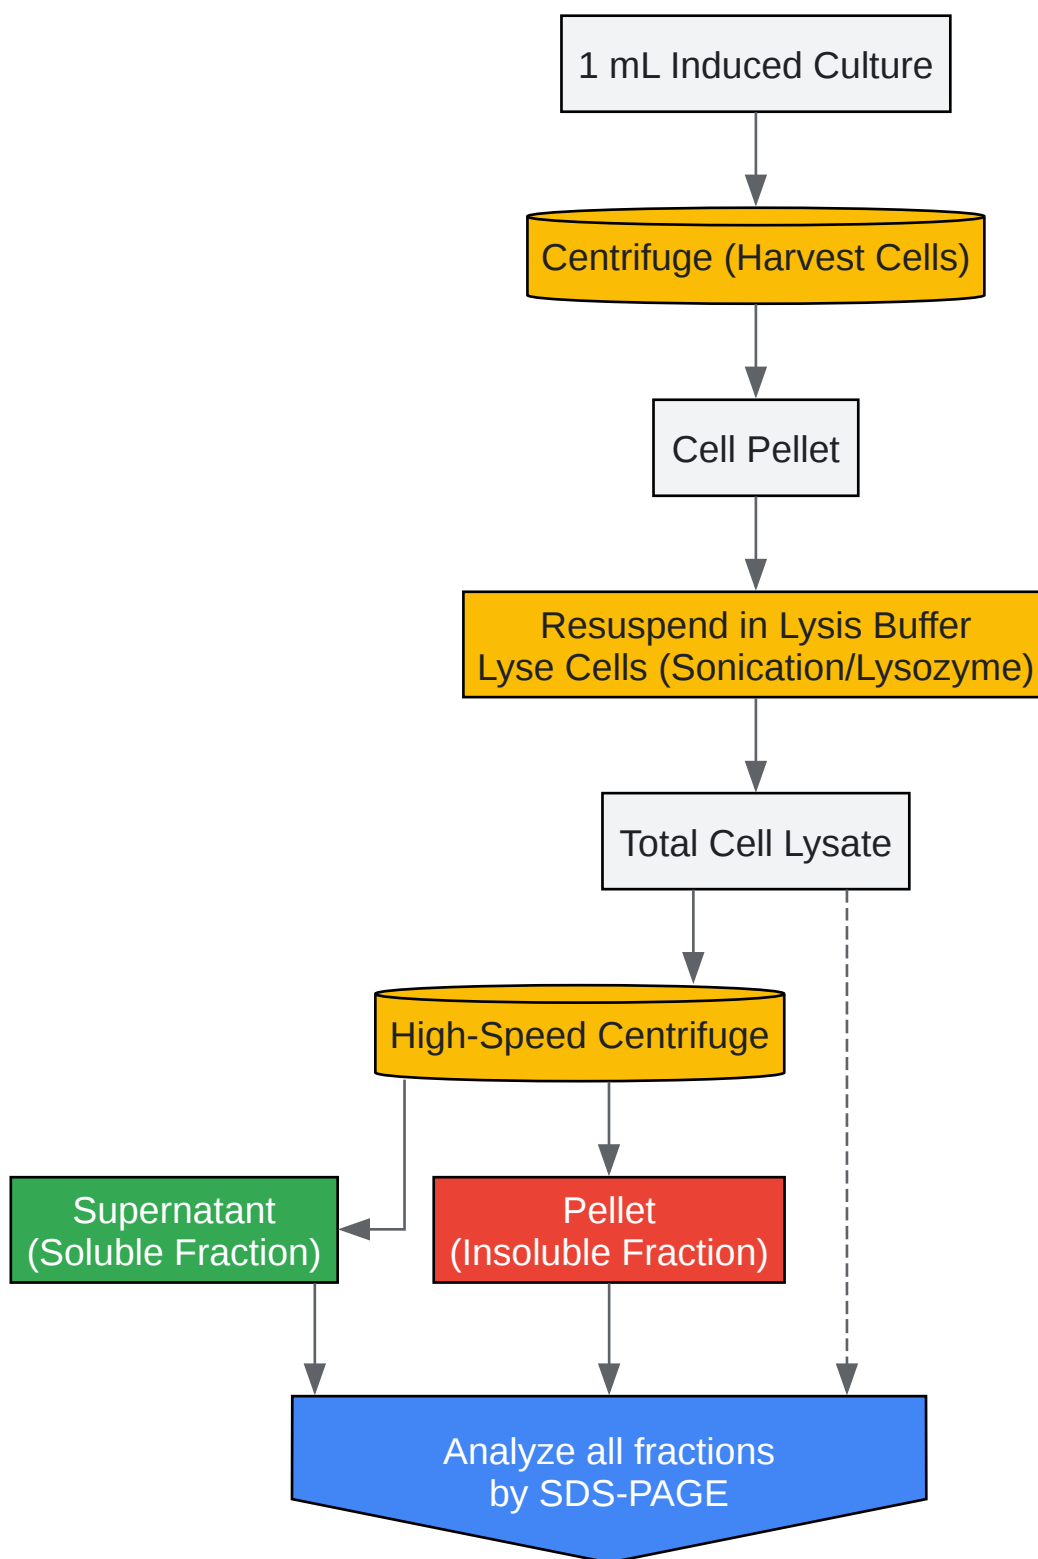 1 mL Induced Culture
Centrifuge (Harvest Cells)
Cell Pellet
Resuspend in Lysis Buffer
Lyse Cells (Sonication/Lysozyme)
Total Cell Lysate
High-Speed Centrifuge
Supernatant
(Soluble Fraction)
Pellet
(Insoluble Fraction)
Analyze all fractions
by SDS-PAGE